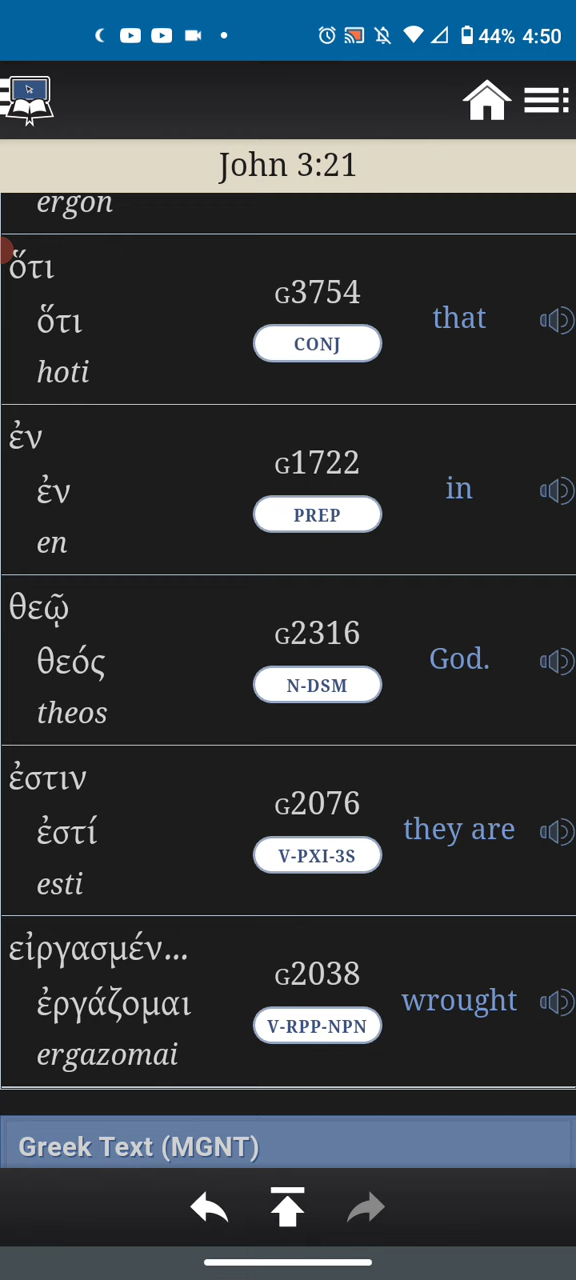 44% 4:50
John 3:21
ergon
ὅτι
ὅτι
hoti
G3754
CONJ
that
ἐν
ἐν
en
G1722
PREP
in
θεῷ
θεός
theos
G2316
N-DSM
God.
ἐστιν
ἐστί
esti
G2076
V-PXI-3S
they are
εἰργασμέν...
ἐργάζομαι
ergazomai
G2038
V-RPP-NPN
wrought
Greek Text (MGNT)